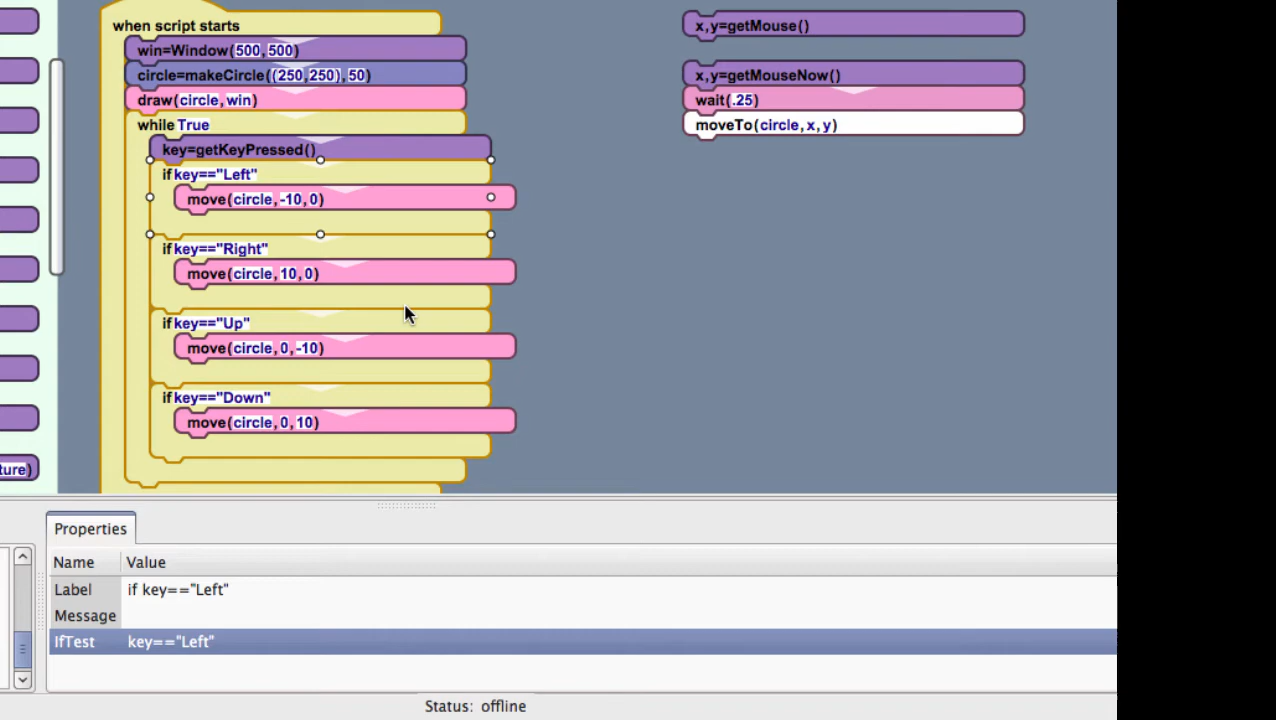 when script starts
win=Window(500,500)
circle=makeCircle((250,250),50)
draw(circle,win)
while True
key=getKeyPressed()
if key=="Left"
move(circle,-10,0)
if key=="Right"
move(circle,10,0)
if key=="Up"
move(circle,0,-10)
if key=="Down"
move(circle,0,10)
x,y=getMouse()
x,y=getMouseNow()
wait(.25)
moveTo(circle,x,y)
ture)
Properties
Name Value
Label if key=="Left"
Message
IfTest key=="Left"
Status: offline